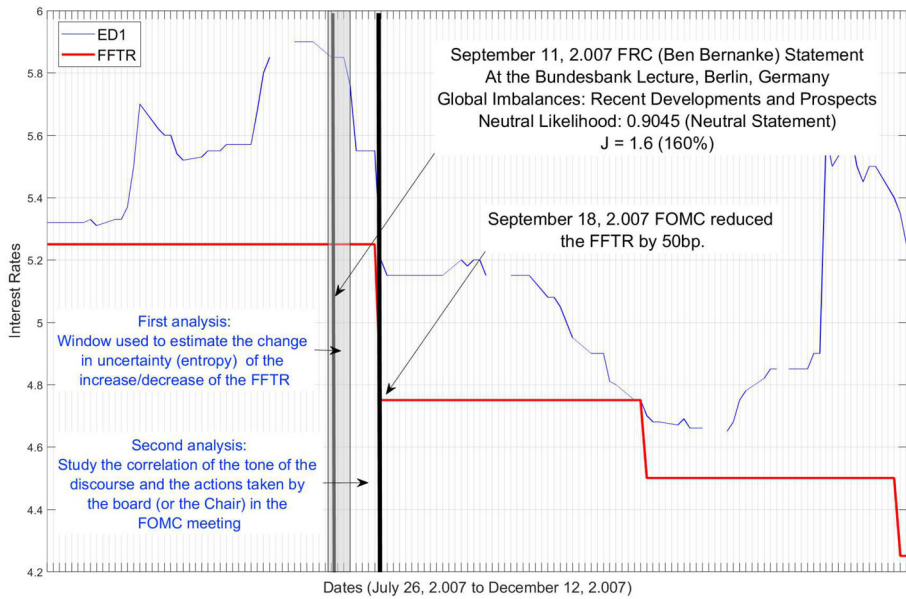 6
5.8
5.6
5.4
5.2
5
4.8
4.6
4.4
4.2
Interest Rates
ED1
FFTR
September 11, 2.007 FRC (Ben Bernanke) Statement
At the Bundesbank Lecture, Berlin, Germany
Global Imbalances: Recent Developments and Prospects
Neutral Likelihood: 0.9045 (Neutral Statement)
J = 1.6 (160%)
September 18, 2.007 FOMC reduced
the FFTR by 50bp.
First analysis:
Window used to estimate the change
in uncertainty (entropy) of the
increase/decrease of the FFTR
Second analysis:
Study the correlation of the tone of the
discourse and the actions taken by
the board (or the Chair) in the
FOMC meeting
Dates (July 26, 2.007 to December 12, 2.007)